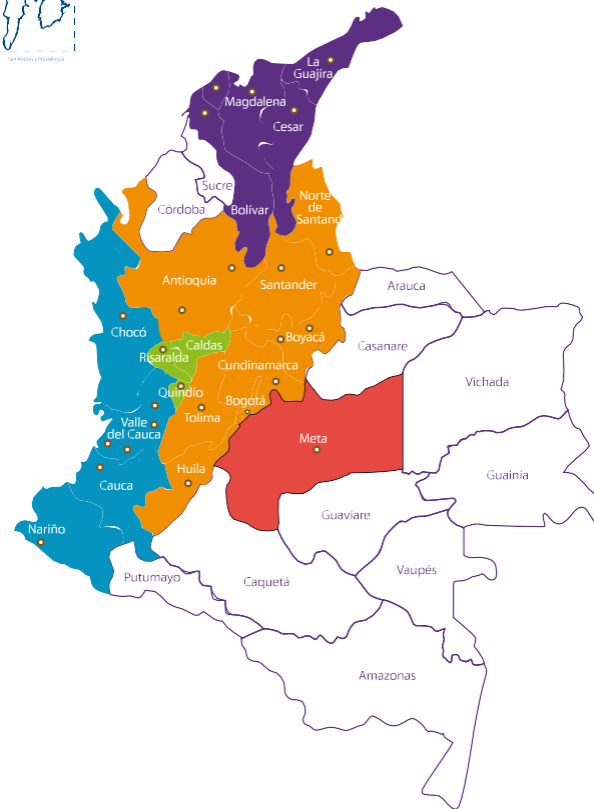 San Andrés y Providencia
La
Guajira
Magdalena
Cesar
Sucre
Córdoba
Bolívar
Norte
de
Santand
Antioquia
Santander
Arauca
Chocó
Caldas
Boyacá
Risaralda
Casanare
Cundinamarca
Vichada
Quindío
Bogotá
Tolima
Valle
del Cauca
Meta
Huila
Guainía
Cauca
Guaviare
Nariño
Vaupés
Putumayo
Caquetá
Amazonas